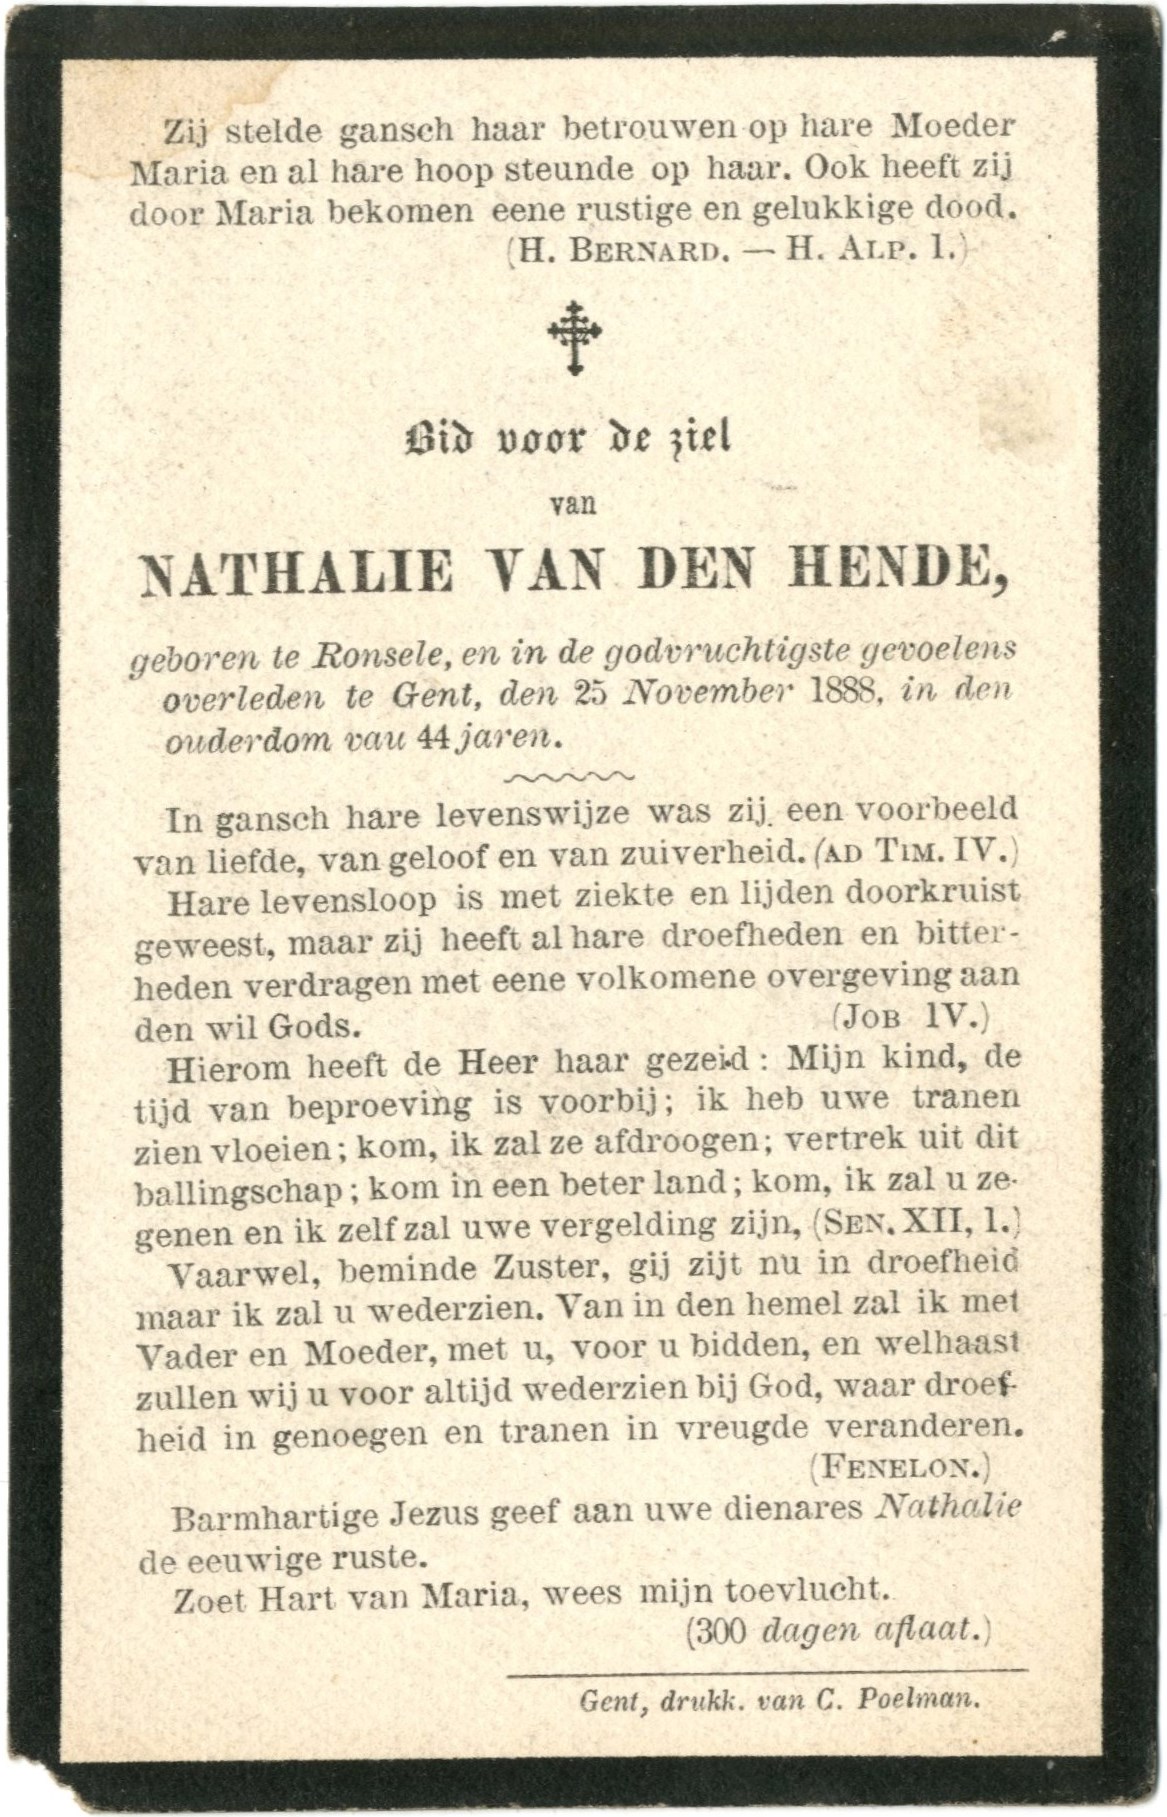 Zij stelde gansch haar betrouwen op hare Moeder
Maria en al hare hoop steunde op haar. Ook heeft zij
door Maria bekomen eene rustige en gelukkige dood.
(H. BERNARD. — H. ALP. 1.)
Bid voor de ziel
van
NATHALIE VAN DEN HENDE,
geboren te Ronsele, en in de godvruchtigste gevoelens
overleden te Gent, den 25 November 1888, in den
ouderdom vau 44 jaren.
In gansch hare levenswijze was zij een voorbeeld
van liefde, van geloof en van zuiverheid. (AD TIM. IV.)
Hare levensloop is met ziekte en lijden doorkruist
geweest, maar zij heeft al hare droefheden en bitter-
heden verdragen met eene volkomene overgeving aan
den wil Gods. (JOB IV.)
Hierom heeft de Heer haar gezeid : Mijn kind, de
tijd van beproeving is voorbij ; ik heb uwe tranen
zien vloeien ; kom, ik zal ze afdroogen ; vertrek uit dit
ballingschap ; kom in een beter land ; kom, ik zal u ze-
genen en ik zelf zal uwe vergelding zijn, (SEN. XII, 1.)
Vaarwel, beminde Zuster, gij zijt nu in droefheid
maar ik zal u wederzien. Van in den hemel zal ik met
Vader en Moeder, met u, voor u bidden, en welhaast
zullen wij u voor altijd wederzien bij God, waar droef-
heid in genoegen en tranen in vreugde veranderen.
(FENELON.)
Barmhartige Jezus geef aan uwe dienares Nathalie
de eeuwige ruste.
Zoet Hart van Maria, wees mijn toevlucht.
(300 dagen aflaat.)
Gent, drukk. van C. Poelman.